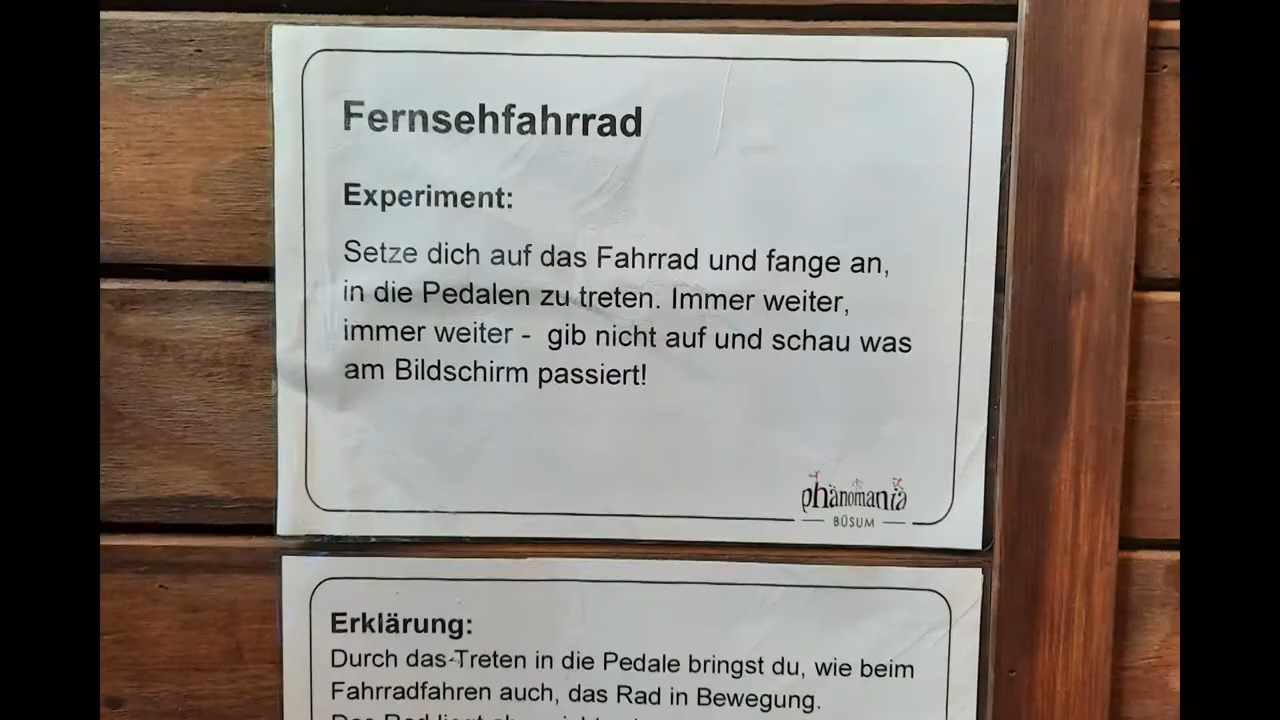 Fernsehfahrrad
Experiment:
Setze dich auf das Fahrrad und fange an,
in die Pedalen zu treten. Immer weiter,
immer weiter - gib nicht auf und schau was
am Bildschirm passiert!
phänomania
BÜSUM
Erklärung:
Durch das Treten in die Pedale bringst du, wie beim
Fahrradfahren auch, das Rad in Bewegung.